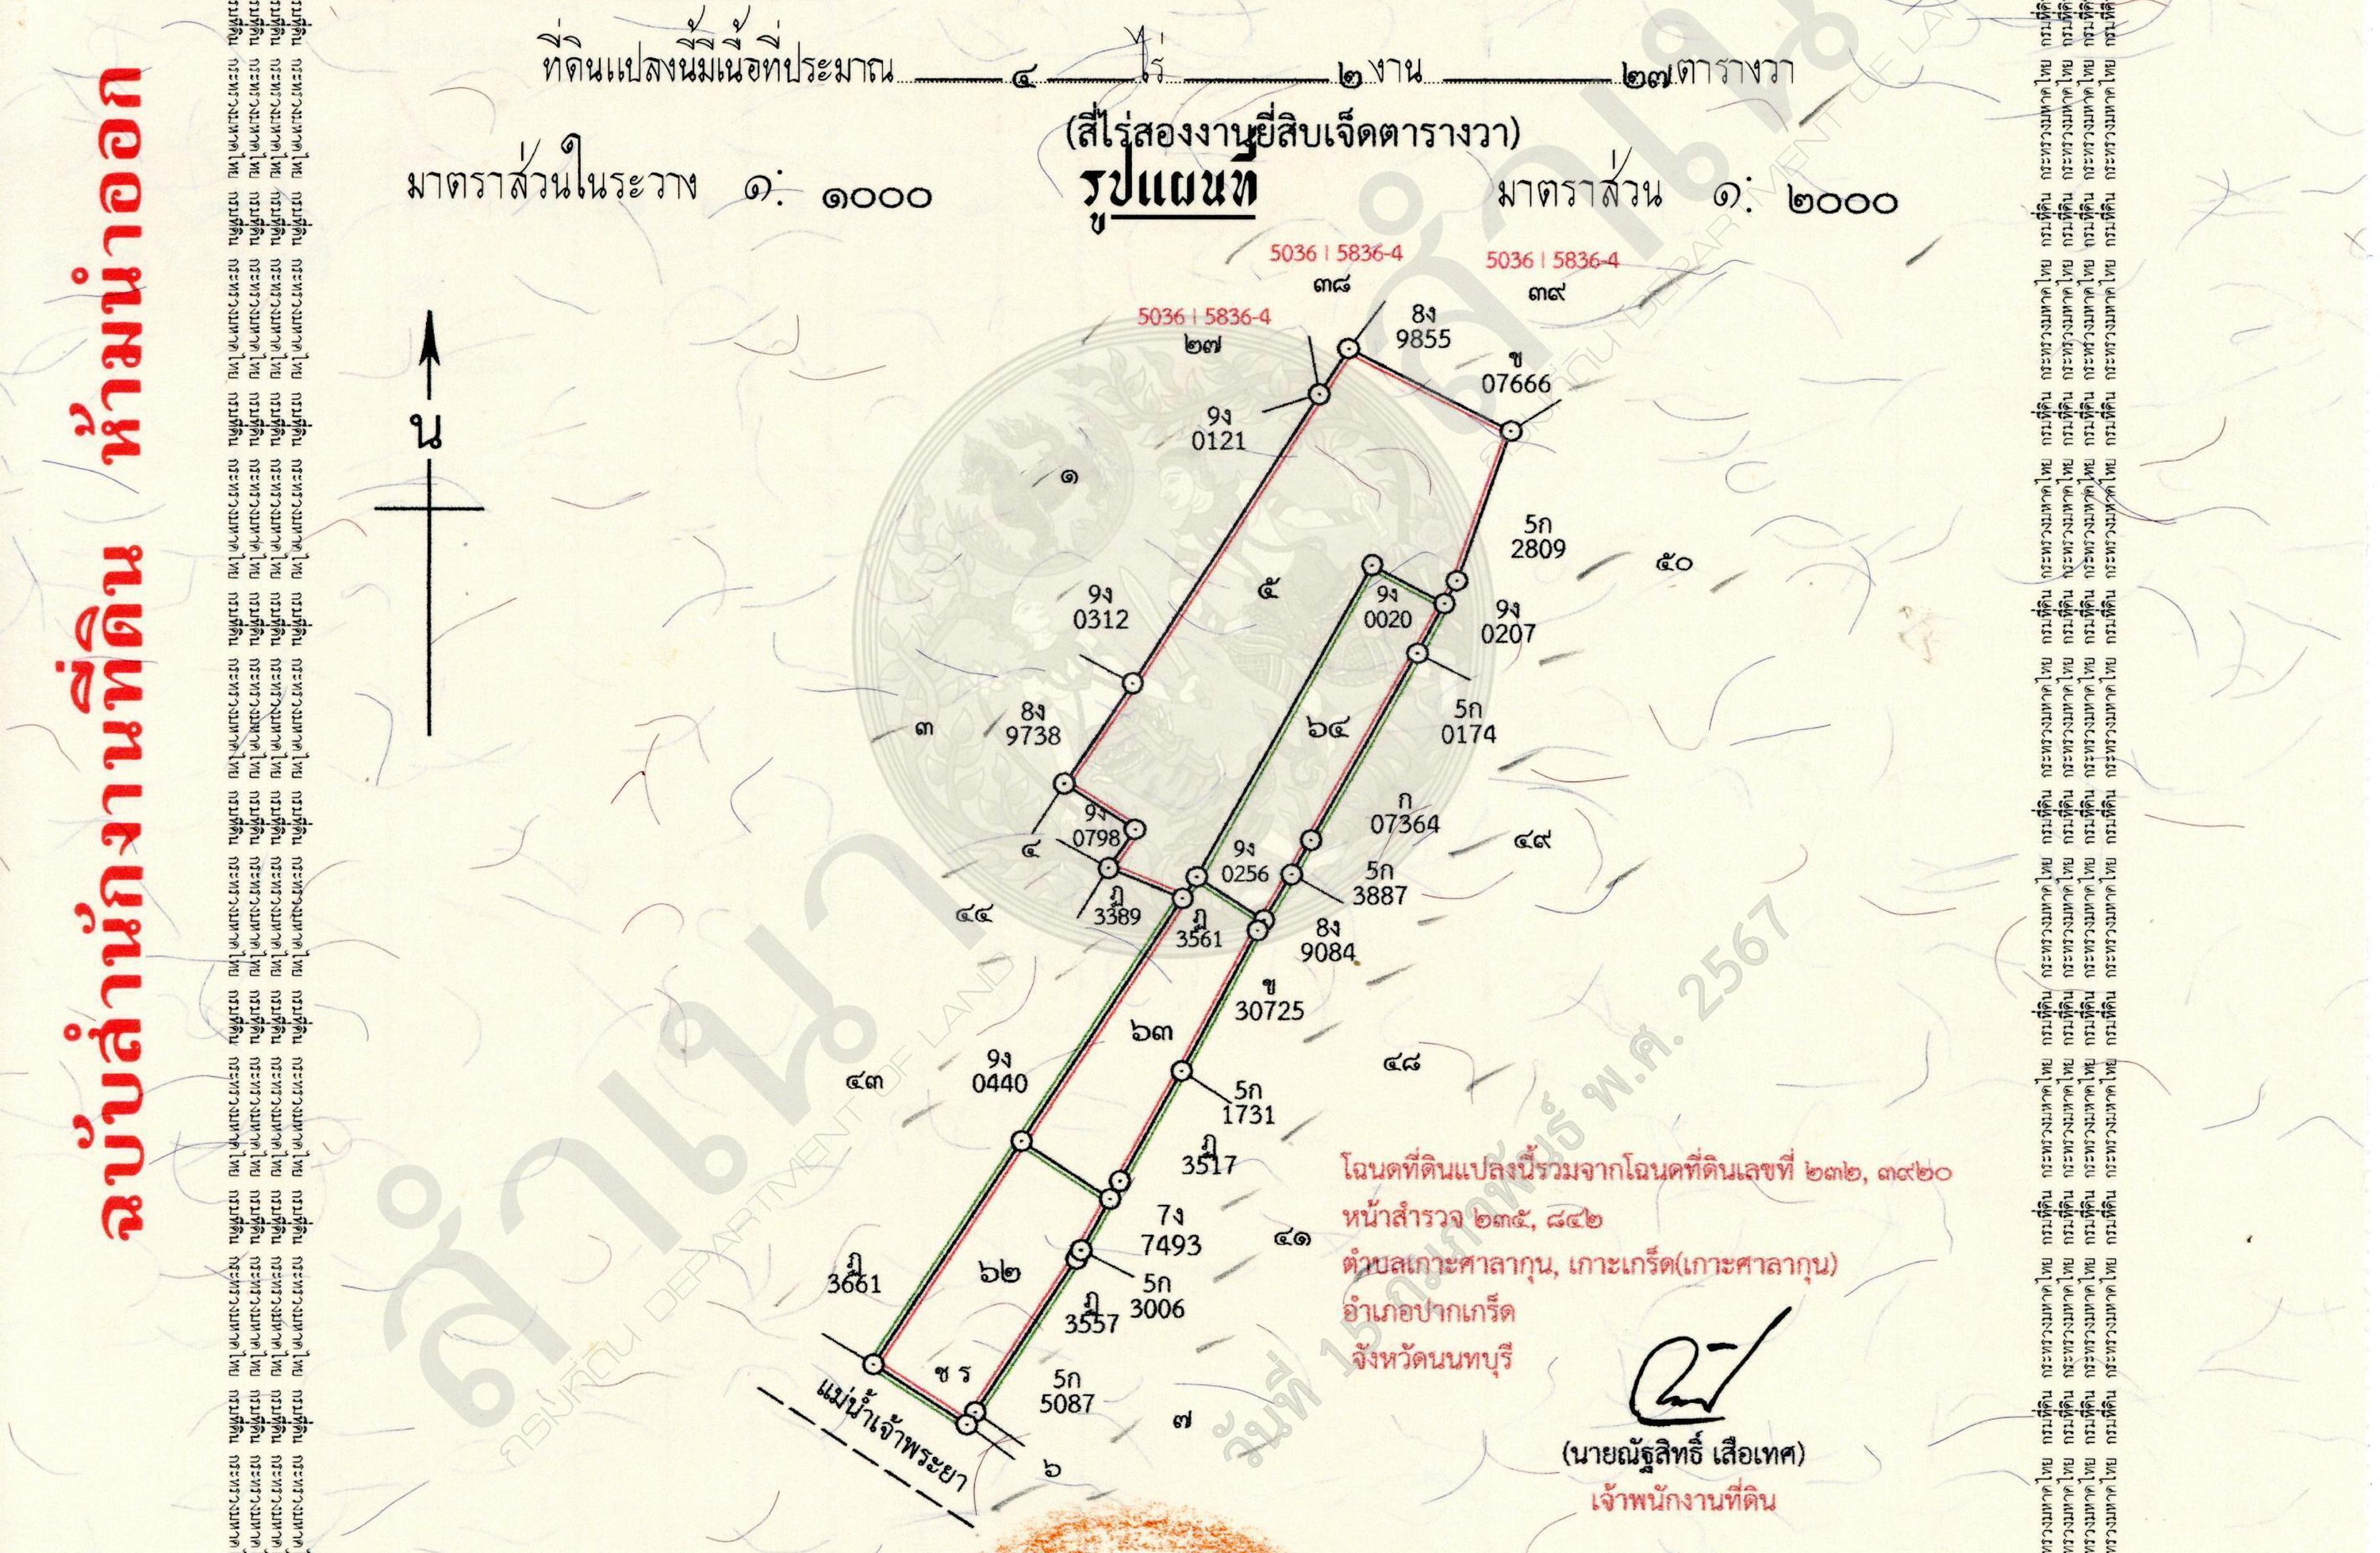 ที่ดินแปลงนี้มีเนื้อที่ประมาณ ๔ ไร่ ๒ งาน ๒๗ ตารางวา
(สี่ไร่สองงานยี่สิบเจ็ดตารางวา)
มาตราส่วนในระวาง ๑: ๑๐๐๐
รูปแผนที่
มาตราส่วน ๑: ๒๐๐๐
ฉบับสำนักงานที่ดิน ห้ามนำออก
น
5036 I 5836-4
๓๘
5036 I 5836-4
๓๙
5036 I 5836-4
๒๗
8ง
9855
ข
07666
9ง
0121
๑
5ก
2809
๕๐
๕
9ง
0312
9ง
0020
9ง
0207
๓
8ง
9738
๖๔
5ก
0174
9ง
0798
๔
ก
07364
๔๙
9ง
0256
5ก
3887
๔๔
ฏ
3389
ฏ
3561
8ง
9084
ข
30725
๖๓
๔๘
9ง
0440
๔๓
5ก
1731
ฏ
3517
7ง
7493
๔๑
ฏ
3661
๖๒
5ก
3006
ฏ
3557
ช ร
5ก
5087
๗
๖
แม่น้ำเจ้าพระยา
โฉนดที่ดินแปลงนี้รวมจากโฉนดที่ดินเลขที่ ๒๓๒, ๓๙๒๐
หน้าสำรวจ ๒๓๕, ๘๔๒
ตำบลเกาะศาลากุน, เกาะเกร็ด(เกาะศาลากุน)
อำเภอปากเกร็ด
จังหวัดนนทบุรี
(นายณัฐสิทธิ์ เสือเทศ)
เจ้าพนักงานที่ดิน
สำเนา
กรมที่ดิน DEPARTMENT OF LAND
สำเนา
กรมที่ดิน DEPARTMENT OF LAND
วันที่ 15 กุมภาพันธ์ พ.ศ. 2567